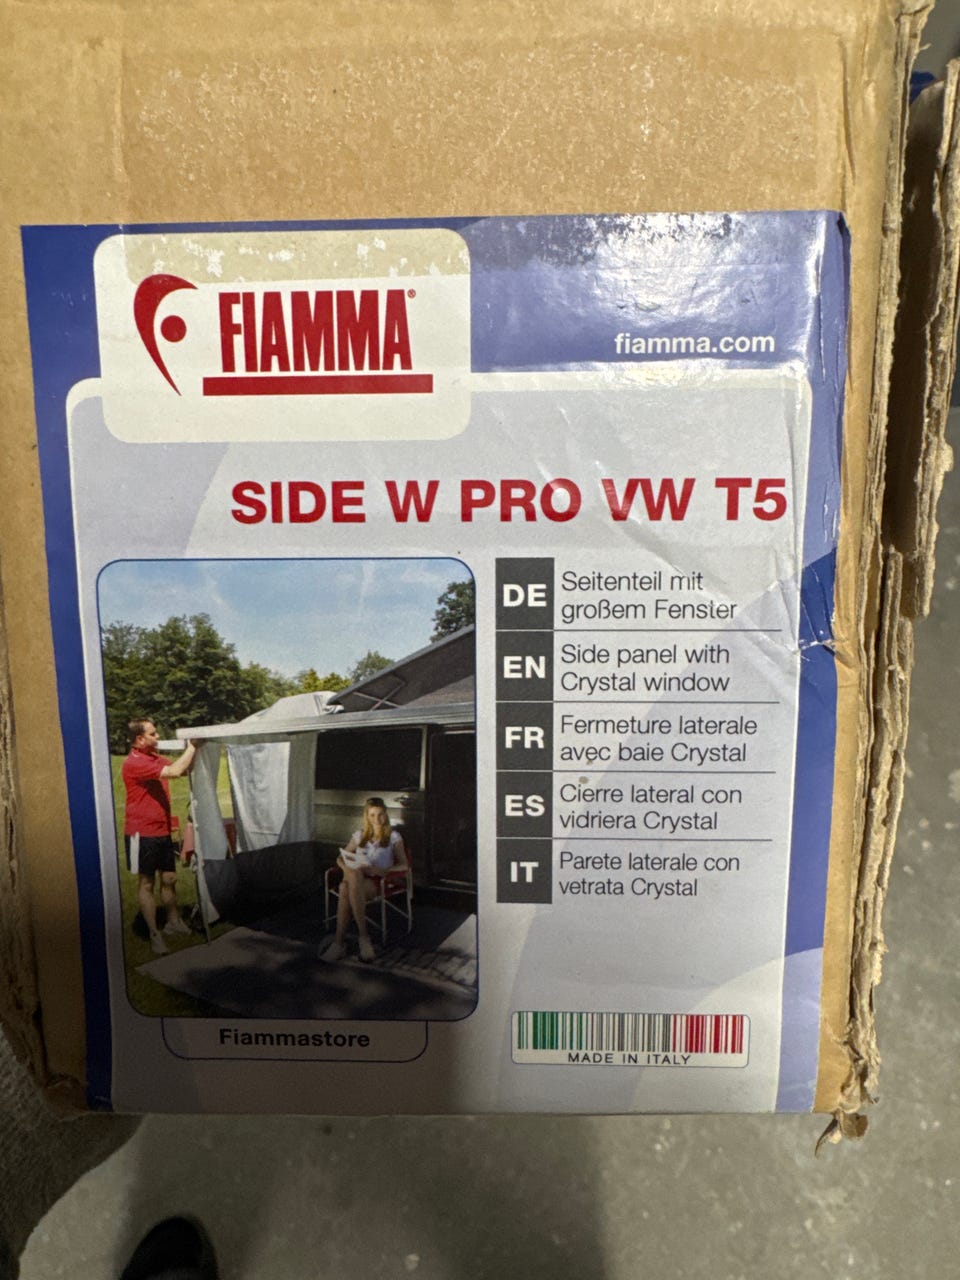 FIAMMA®
fiamma.com
SIDE W PRO VW T5
DE
Seitenteil mit
großem Fenster
EN
Side panel with
Crystal window
FR
Fermeture laterale
avec baie Crystal
ES
Cierre lateral con
vidriera Crystal
IT
Parete laterale con
vetrata Crystal
Fiammastore
MADE IN ITALY